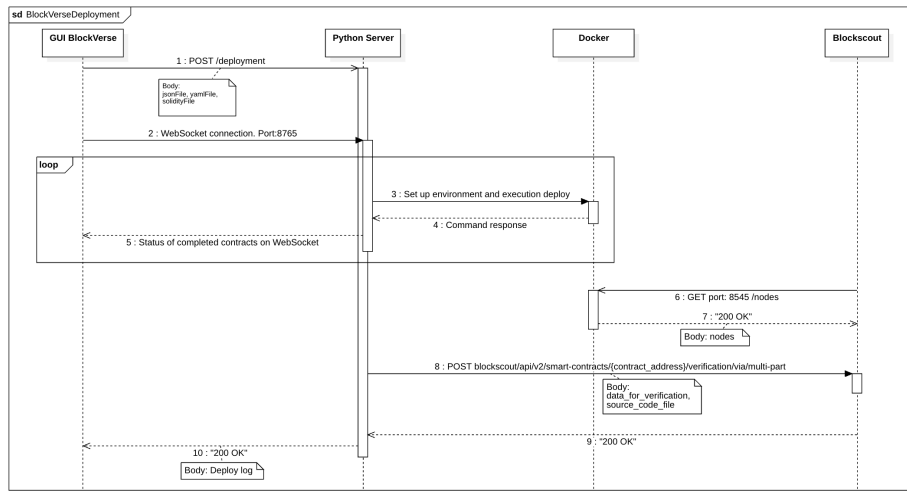 sd BlockVerseDeployment
GUI BlockVerse
Python Server
Docker
Blockscout
1 : POST /deployment
Body:
jsonFile, yamlFile,
solidityFile
2 : WebSocket connection. Port:8765
loop
3 : Set up environment and execution deploy
4 : Command response
5 : Status of completed contracts on WebSocket
6 : GET port: 8545 /nodes
7 : "200 OK"
Body: nodes
8 : POST blockscout/api/v2/smart-contracts/{contract_address}/verification/via/multi-part
Body:
data_for_verification,
source_code_file
9 : "200 OK"
10 : "200 OK"
Body: Deploy log